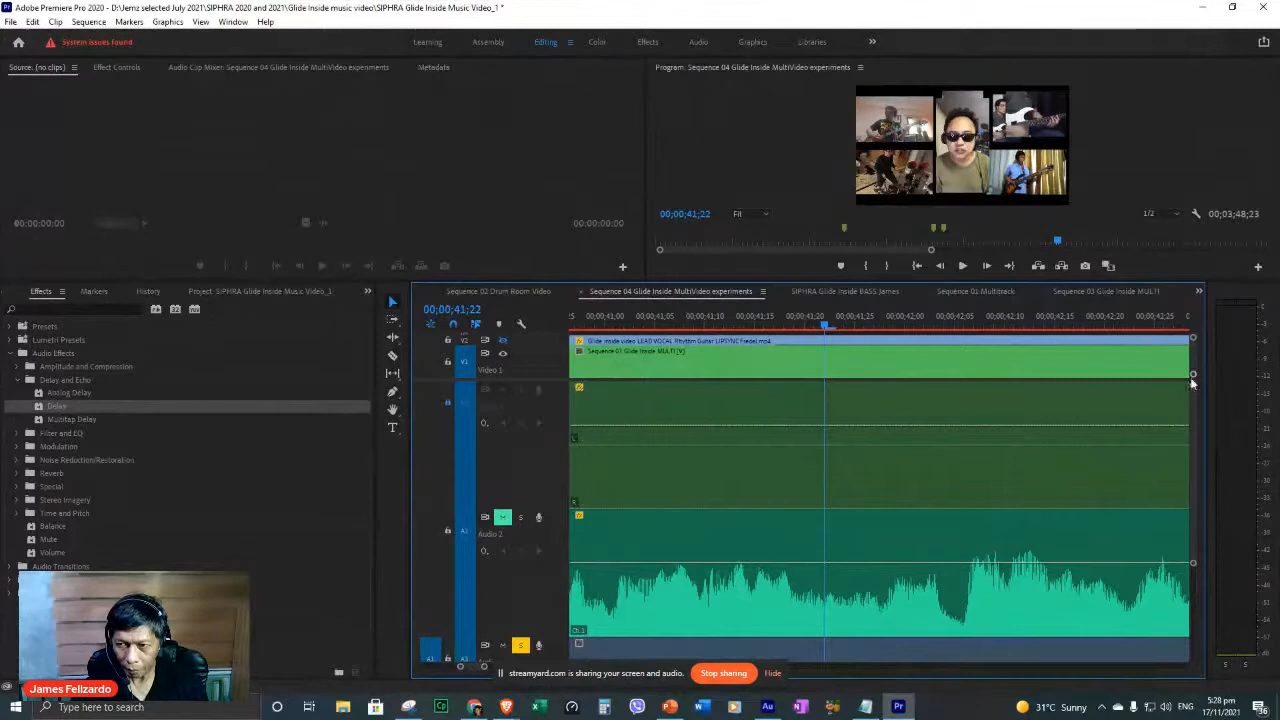 Adobe Premiere Pro 2020 - D:\Jemz selected July 2021\SIPHRA 2020 and 2021\Glide Inside music video\SIPHRA Glide Inside Music Video_1 *
File Edit Clip Sequence Markers Graphics View Window Help
System Issues Found
Learning Assembly Editing Color Effects Audio Graphics Libraries
Source: (no clips) Effect Controls Audio Clip Mixer: Sequence 04 Glide Inside MultiVideo experiments Metadata
Program: Sequence 04 Glide Inside MultiVideo experiments
00;00;00;00
00;00;00;00
00;00;41;22 Fit 1/2 00;03;48;23
Effects Markers History Project: SIPHRA Glide Inside Music Video_1
Sequence 02 Drum Room Video × Sequence 04 Glide Inside MultiVideo experiments SIPHRA Glide Inside BASS James Sequence 01 Multitrack Sequence 03 Glide Inside MULTI
00;00;41;22
00;00;41;00 00;00;41;05 00;00;41;10 00;00;41;15 00;00;41;20 00;00;41;25 00;00;42;00 00;00;42;05 00;00;42;10 00;00;42;15 00;00;42;20 00;00;42;25
Presets
Lumetri Presets
Audio Effects
Amplitude and Compression
Delay and Echo
Analog Delay
Delay
Multitap Delay
Filter and EQ
Modulation
Noise Reduction/Restoration
Reverb
Special
Stereo Imagery
Time and Pitch
Balance
Mute
Volume
Audio Transitions
V2
Glide Inside video LEAD VOCAL Rhythm Guitar LIPSYNC Fredel.mp4
Sequence 01 Glide Inside MULTI [V]
V1
Video 1
L
R
A2 M S
Audio 2
Ch. 1
A1 S
streamyard.com is sharing your screen and audio. Stop sharing Hide
James Felizardo
Type here to search
31°C Sunny
5:28 pm
17/11/2021